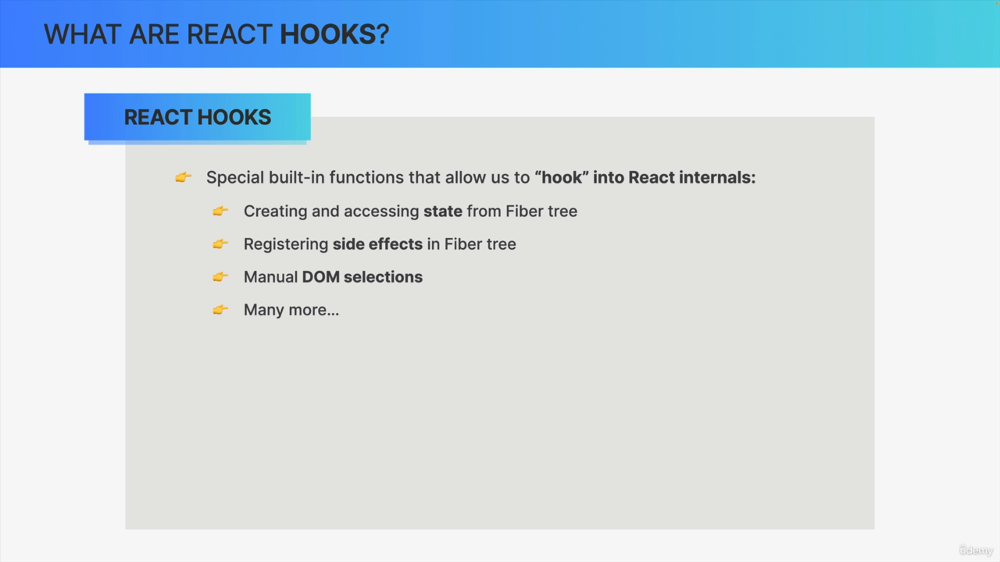 WHAT ARE REACT HOOKS?
REACT HOOKS
👉 Special built-in functions that allow us to “hook” into React internals:
👉 Creating and accessing state from Fiber tree
👉 Registering side effects in Fiber tree
👉 Manual DOM selections
👉 Many more…
ûdemy